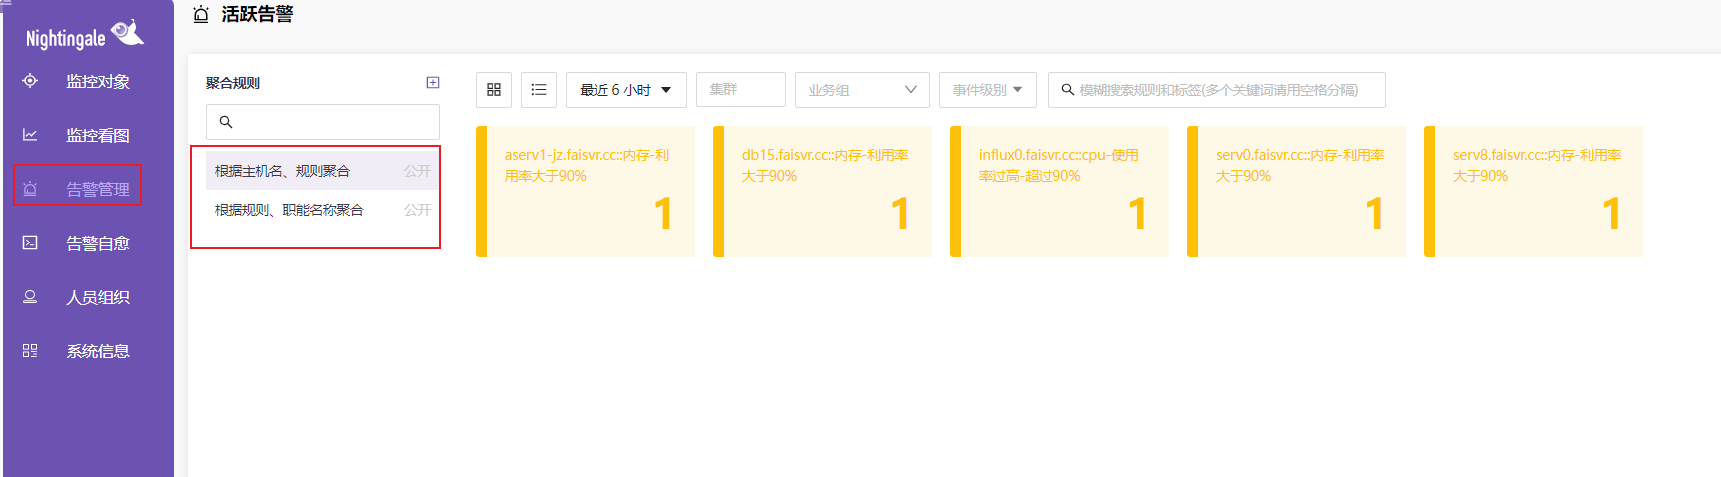 Nightingale
监控对象
监控看图
告警管理
告警自愈
人员组织
系统信息
活跃告警
聚合规则
根据主机名、规则聚合 公开
根据规则、职能名称聚合 公开
最近 6 小时 集群 业务组 事件级别 模糊搜索规则和标签(多个关键词请用空格分隔)
aserv1-jz.faisvr.cc::内存-利
用率大于90%
1
db15.faisvr.cc::内存-利用率
大于90%
1
influx0.faisvr.cc::cpu-使用
率过高-超过90%
1
serv0.faisvr.cc::内存-利用率
大于90%
1
serv8.faisvr.cc::内存-利用率
大于90%
1